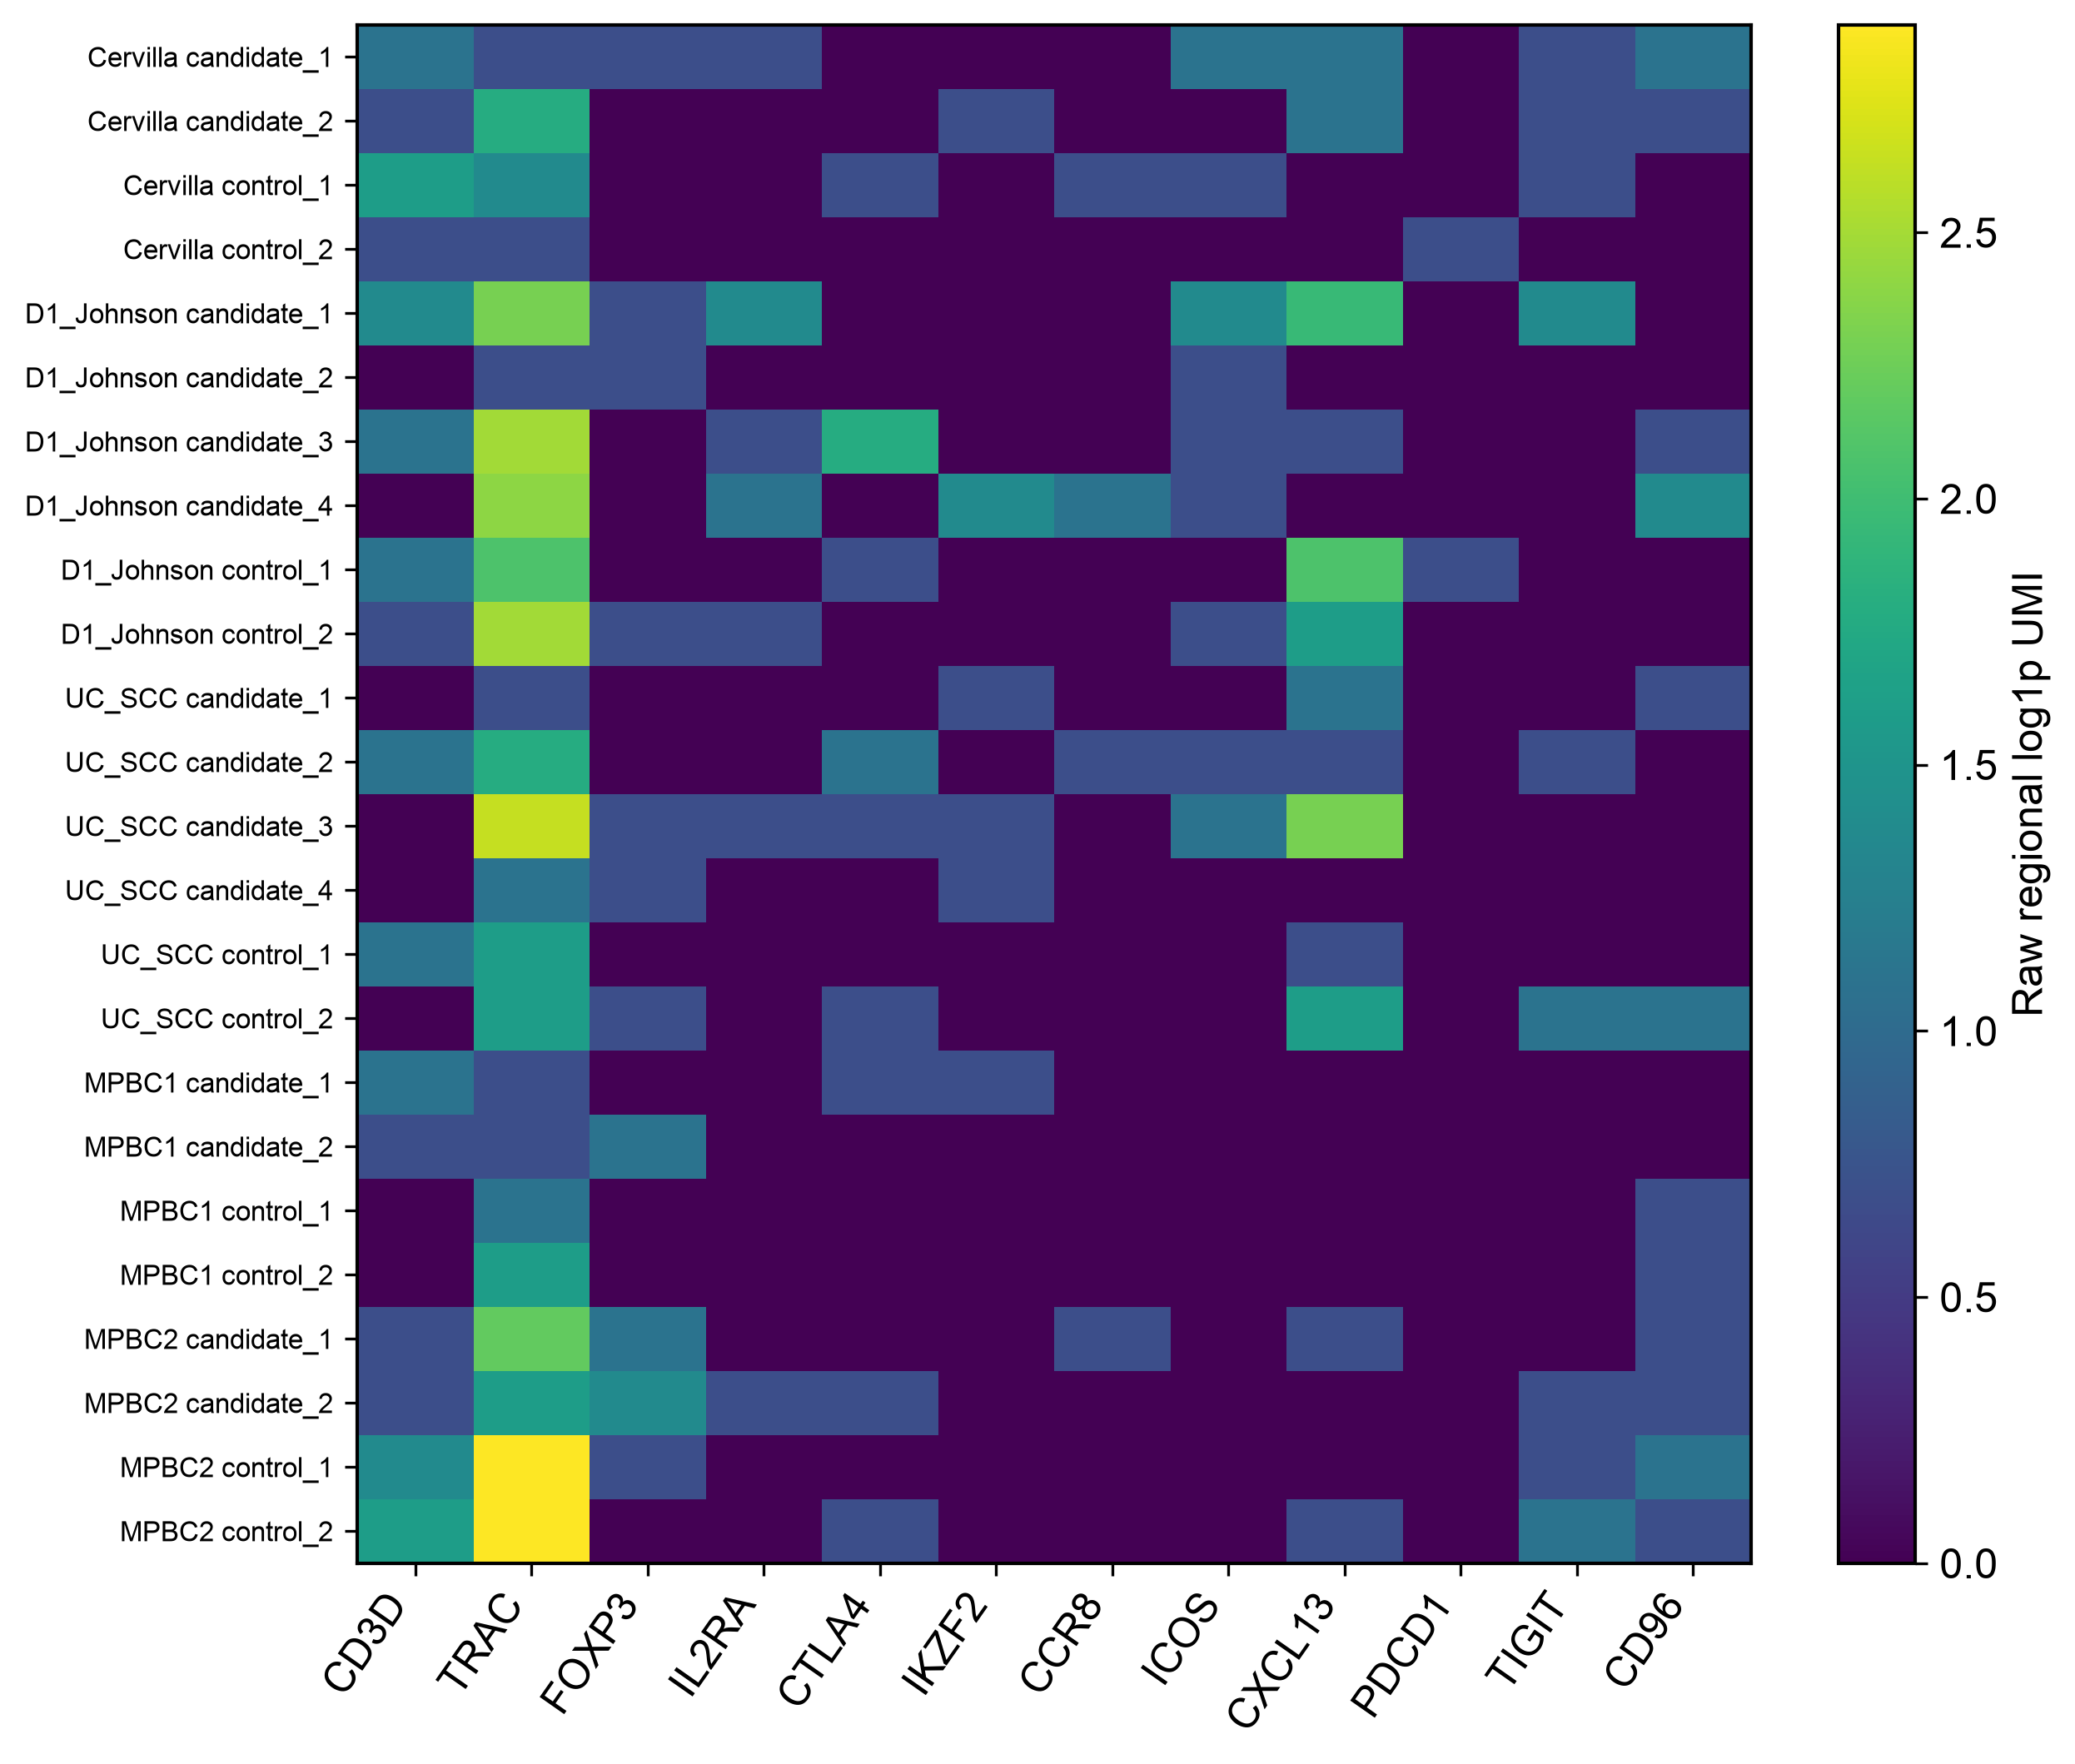 Cervilla candidate_1
Cervilla candidate_2
Cervilla control_1
Cervilla control_2
D1_Johnson candidate_1
D1_Johnson candidate_2
D1_Johnson candidate_3
D1_Johnson candidate_4
D1_Johnson control_1
D1_Johnson control_2
UC_SCC candidate_1
UC_SCC candidate_2
UC_SCC candidate_3
UC_SCC candidate_4
UC_SCC control_1
UC_SCC control_2
MPBC1 candidate_1
MPBC1 candidate_2
MPBC1 control_1
MPBC1 control_2
MPBC2 candidate_1
MPBC2 candidate_2
MPBC2 control_1
MPBC2 control_2
CD3D
TRAC
FOXP3
IL2RA
CTLA4
IKZF2
CCR8
ICOS
CXCL13
PDCD1
TIGIT
CD96
2.5
2.0
1.5
1.0
0.5
0.0
Raw regional log1p UMI